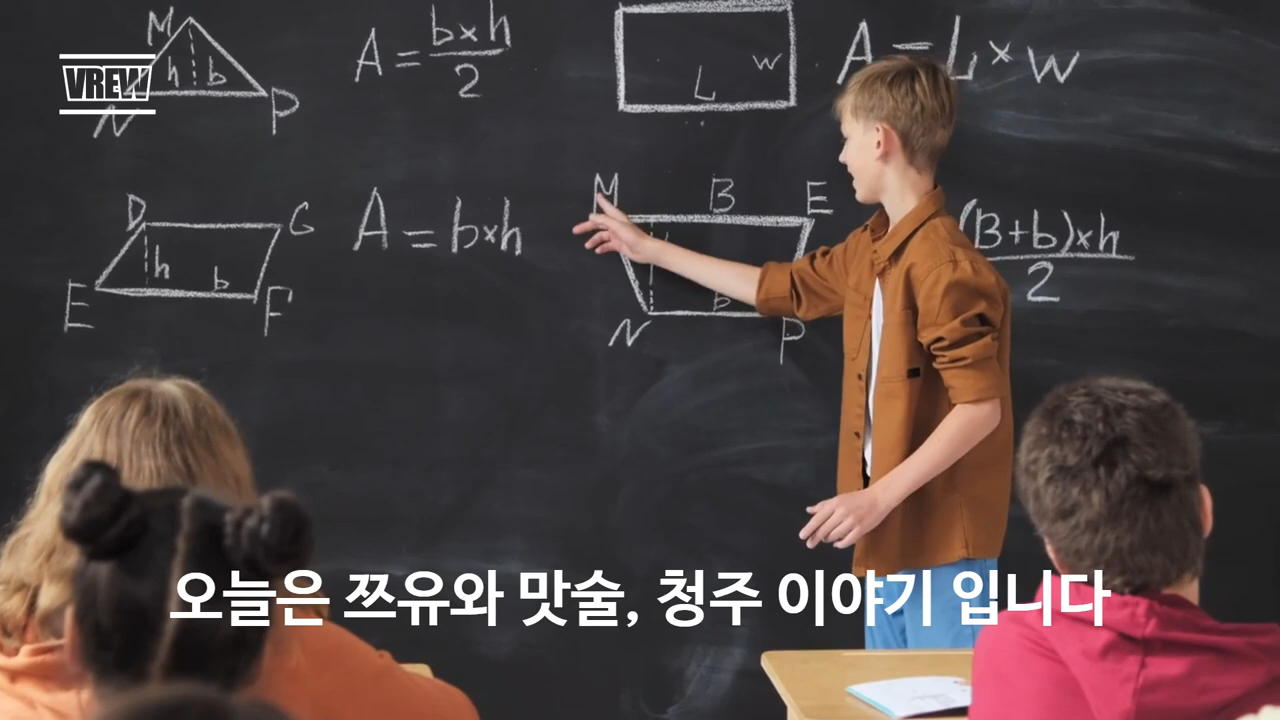 VREW
M
h b
N
P
A = b×h/2
L
w
A = L × w
D
G
h
b
E
F
A = b×h
M
B
E
b
N
P
(B+b)×h/2
오늘은 쯔유와 맛술, 청주 이야기 입니다